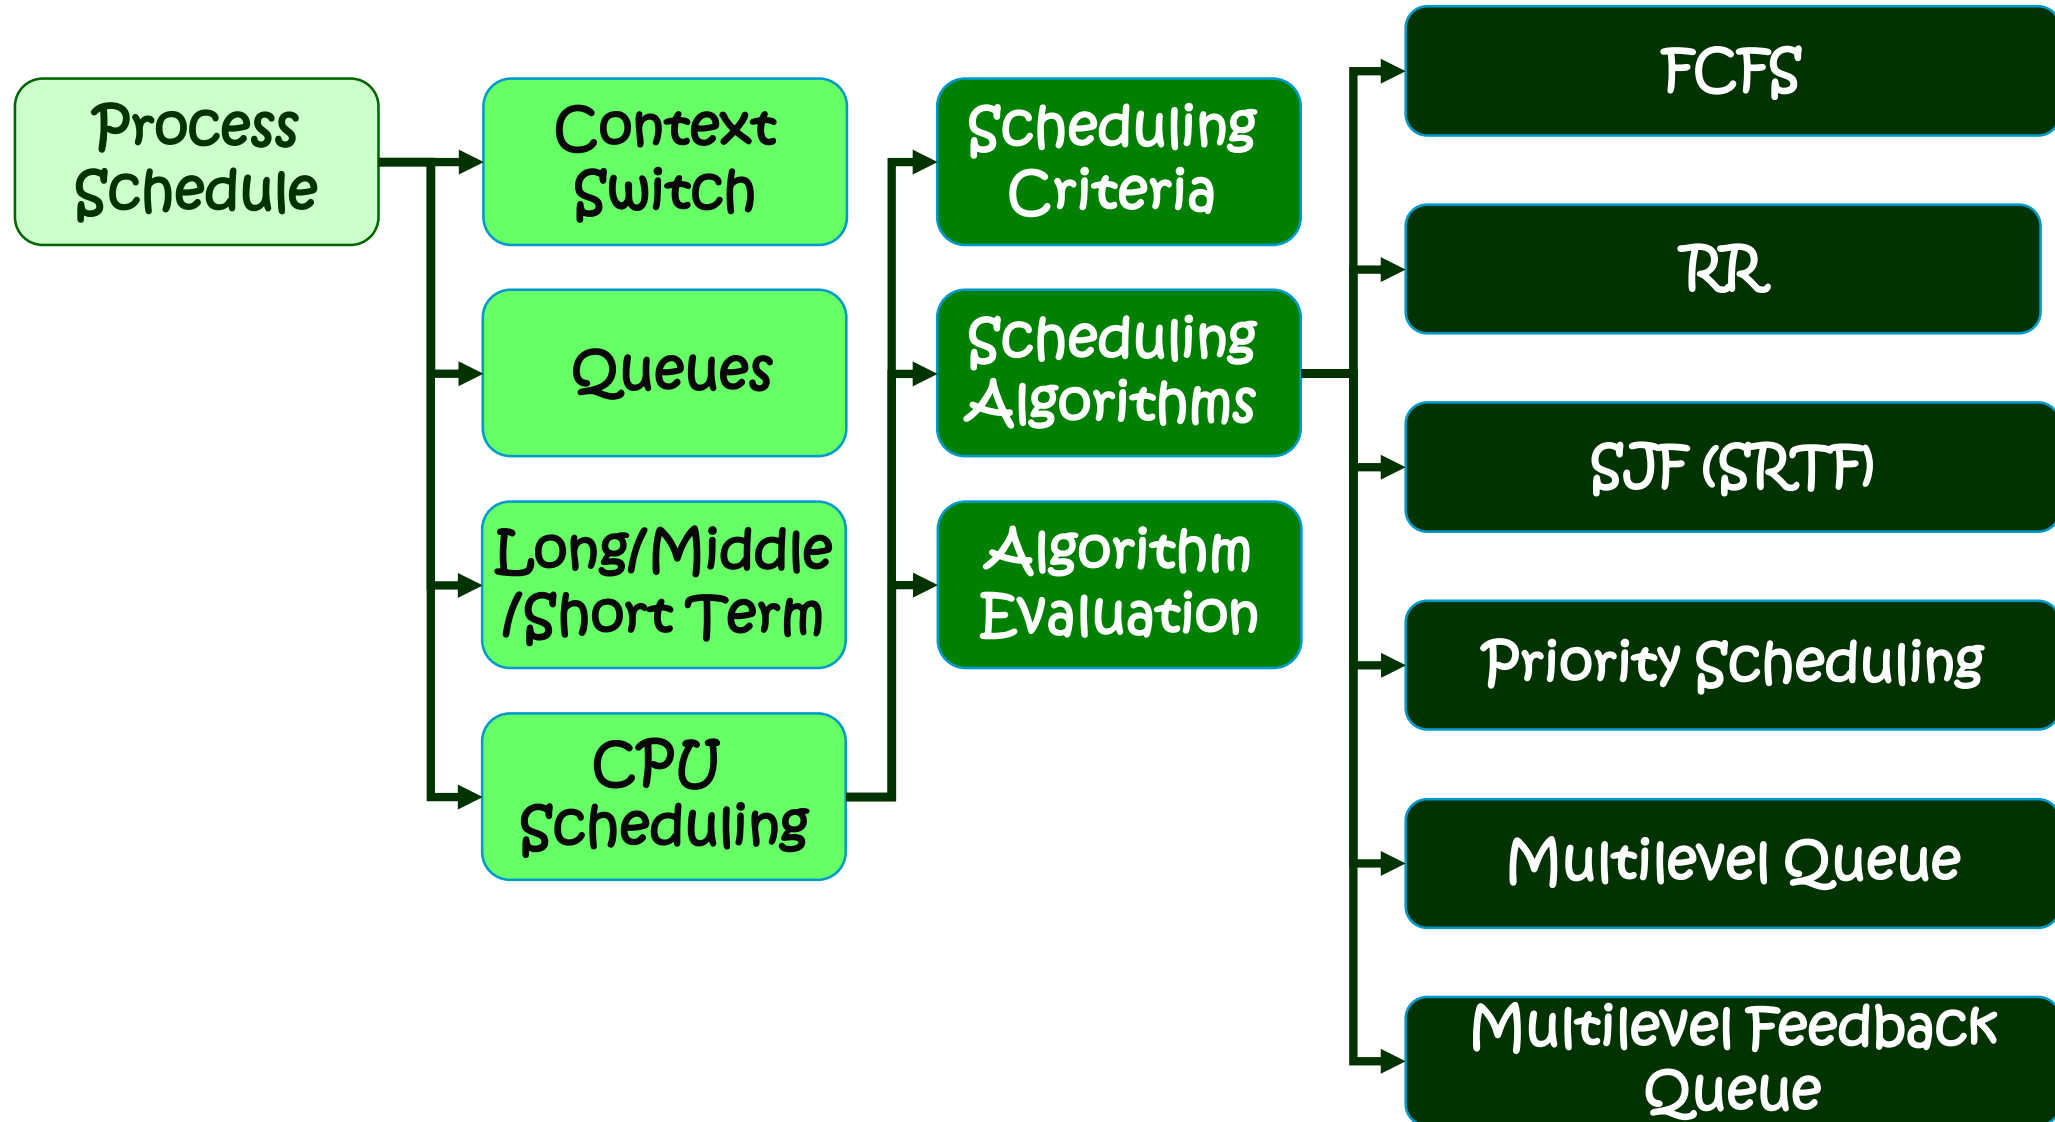 Process
Schedule
Context
Switch
Queues
Long/Middle
/Short Term
CPU
Scheduling
Scheduling
Criteria
Scheduling
Algorithms
Algorithm
Evaluation
FCFS
RR
SJF (SRTF)
Priority Scheduling
Multilevel Queue
Multilevel Feedback
Queue